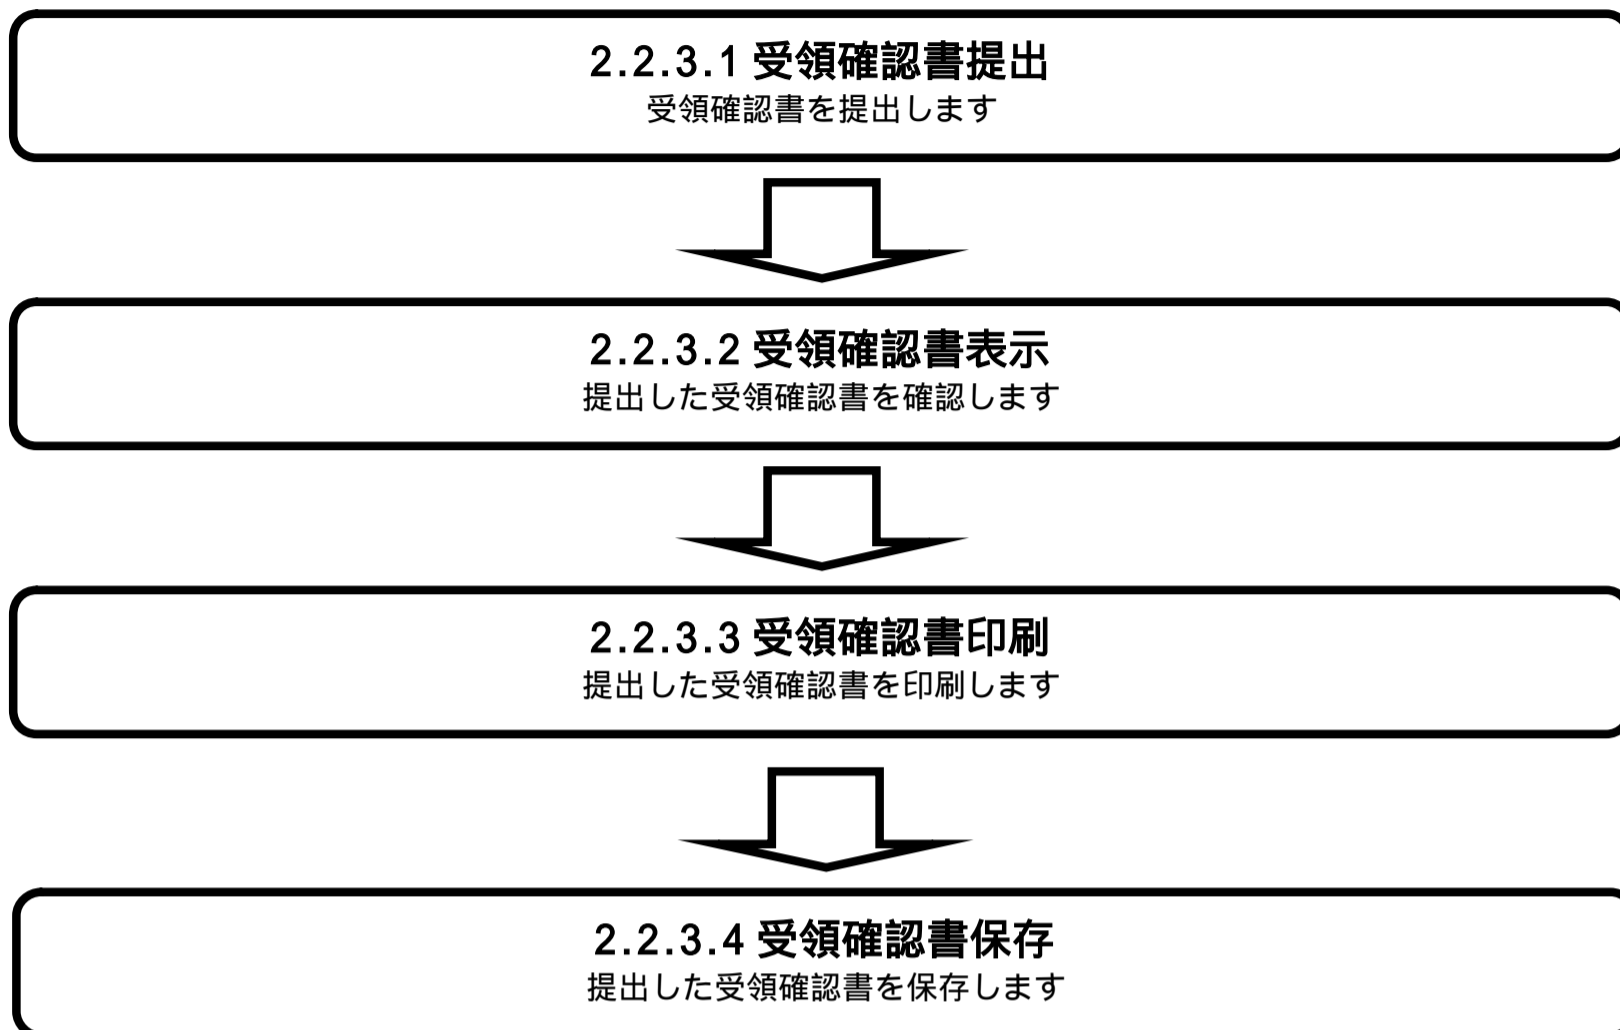 2.2.3.1 受領確認書提出
受領確認書を提出します
2.2.3.2 受領確認書表示
提出した受領確認書を確認します
2.2.3.3 受領確認書印刷
提出した受領確認書を印刷します
2.2.3.4 受領確認書保存
提出した受領確認書を保存します